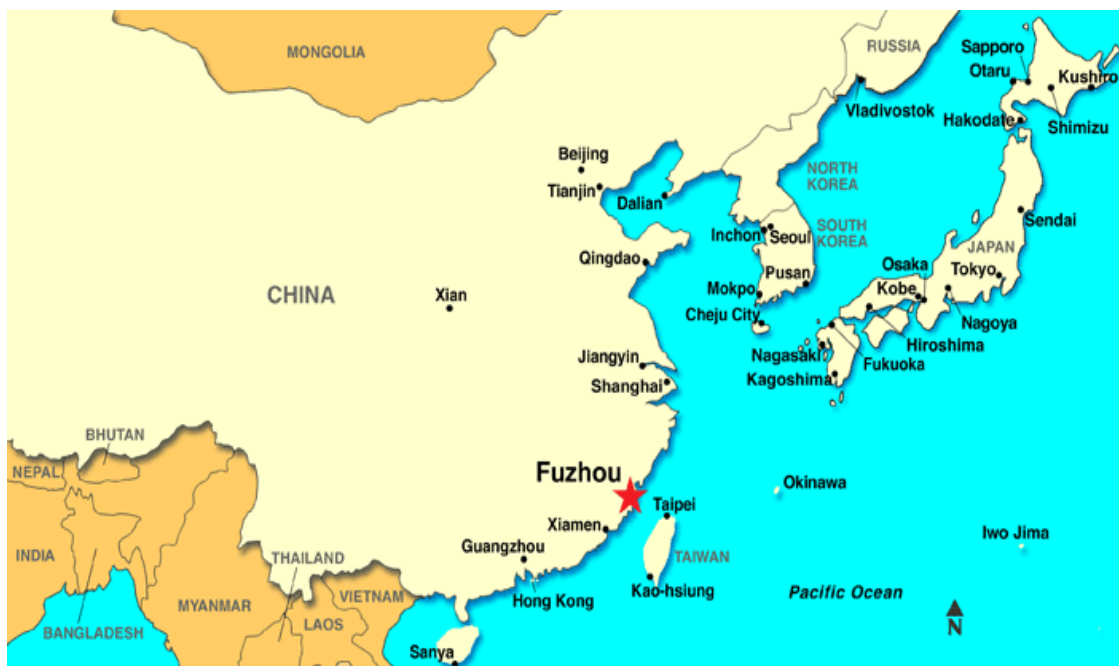 MONGOLIA
RUSSIA
Sapporo
Otaru
Kushiro
Vladivostok
Hakodate
Shimizu
Beijing
Tianjin
Dalian
NORTH
KOREA
Inchon
Seoul
SOUTH
KOREA
Sendai
Qingdao
JAPAN
Osaka
Tokyo
Pusan
Kobe
Mokpo
CHINA
Xian
Cheju City
Nagoya
Hiroshima
Jiangyin
Nagasaki
Fukuoka
Shanghai
Kagoshima
BHUTAN
NEPAL
Fuzhou
Okinawa
Taipei
Xiamen
Iwo Jima
Guangzhou
INDIA
THAILAND
TAIWAN
Kao-hsiung
Hong Kong
Pacific Ocean
VIETNAM
MYANMAR
LAOS
BANGLADESH
N
Sanya